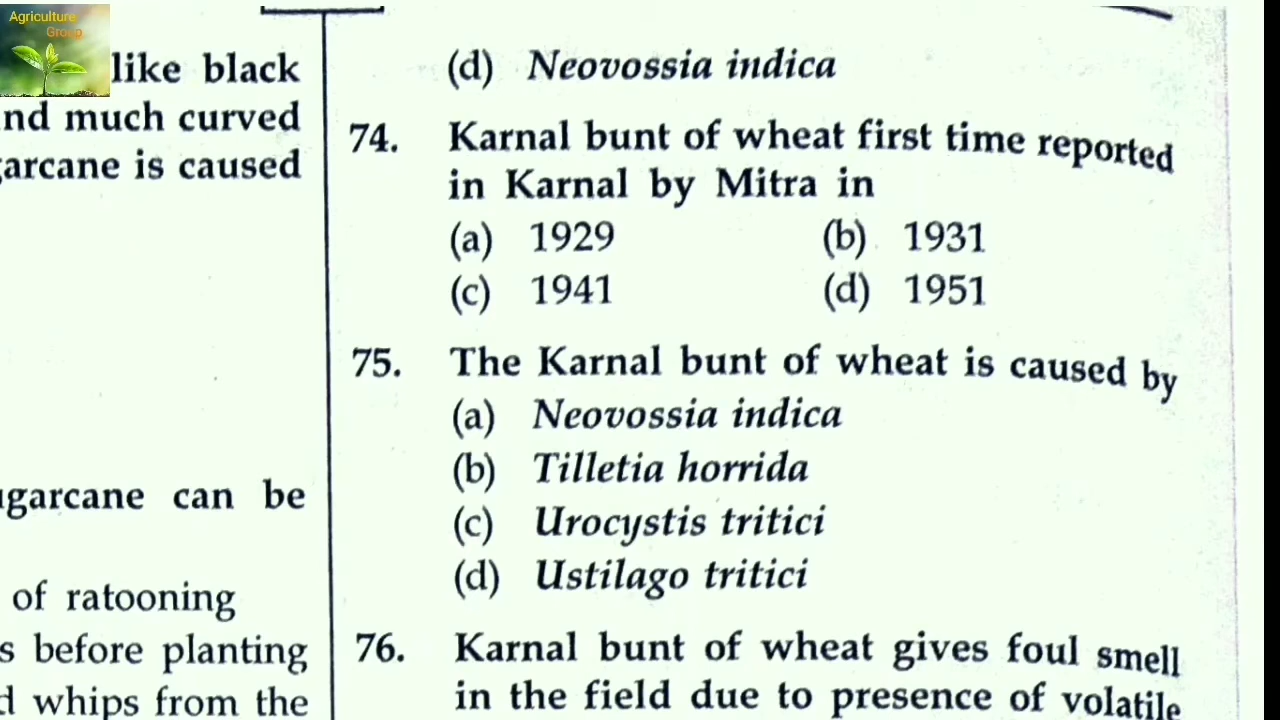 Agriculture
Group
like black
nd much curved
garcane is caused
ugarcane can be
of ratooning
s before planting
d whips from the
(d) Neovossia indica
74. Karnal bunt of wheat first time reported
in Karnal by Mitra in
(a) 1929 (b) 1931
(c) 1941 (d) 1951
75. The Karnal bunt of wheat is caused by
(a) Neovossia indica
(b) Tilletia horrida
(c) Urocystis tritici
(d) Ustilago tritici
76. Karnal bunt of wheat gives foul smell
in the field due to presence of volatile